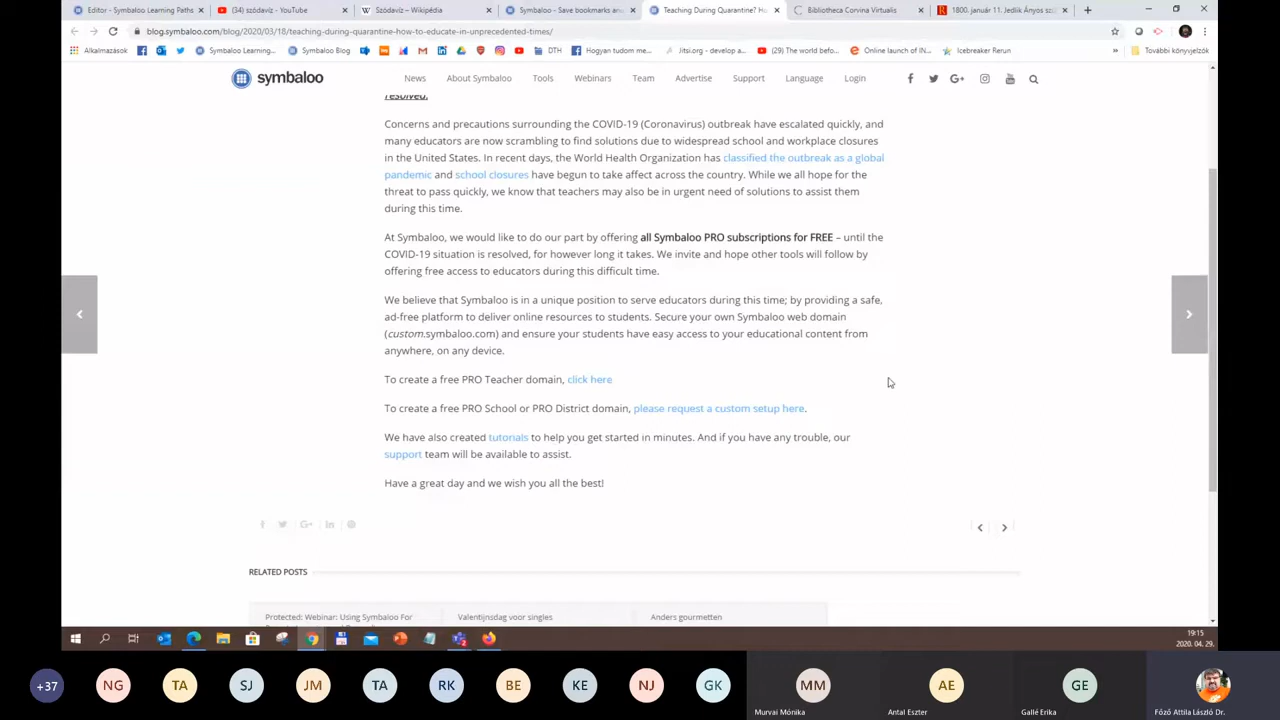 Editor - Symbaloo Learning Paths
(34) szódavíz - YouTube
Szódavíz – Wikipédia
Symbaloo - Save bookmarks and
Teaching During Quarantine? Ho
Bibliotheca Corvina Virtualis
1800. január 11. Jedlik Ányos szü
blog.symbaloo.com/blog/2020/03/18/teaching-during-quarantine-how-to-educate-in-unprecedented-times/
Alkalmazások
Symbaloo Learning...
Symbaloo Blog
DTH
Hogyan tudom me...
Jitsi.org - develop a...
(29) The world befo...
Online launch of IN...
Icebreaker Rerun
»
További könyvjelzők
symbaloo
News
About Symbaloo
Tools
Webinars
Team
Advertise
Support
Language
Login
resolved.
Concerns and precautions surrounding the COVID-19 (Coronavirus) outbreak have escalated quickly, and
many educators are now scrambling to find solutions due to widespread school and workplace closures
in the United States. In recent days, the World Health Organization has classified the outbreak as a global
pandemic and school closures have begun to take affect across the country. While we all hope for the
threat to pass quickly, we know that teachers may also be in urgent need of solutions to assist them
during this time.
At Symbaloo, we would like to do our part by offering all Symbaloo PRO subscriptions for FREE – until the
COVID-19 situation is resolved, for however long it takes. We invite and hope other tools will follow by
offering free access to educators during this difficult time.
We believe that Symbaloo is in a unique position to serve educators during this time; by providing a safe,
ad-free platform to deliver online resources to students. Secure your own Symbaloo web domain
(custom.symbaloo.com) and ensure your students have easy access to your educational content from
anywhere, on any device.
To create a free PRO Teacher domain, click here
To create a free PRO School or PRO District domain, please request a custom setup here.
We have also created tutorials to help you get started in minutes. And if you have any trouble, our
support team will be available to assist.
Have a great day and we wish you all the best!
RELATED POSTS
Protected: Webinar: Using Symbaloo For
Valentijnsdag voor singles
Anders gourmetten
19:15
2020. 04. 29.
+37
NG
TA
SJ
JM
TA
RK
BE
KE
NJ
GK
MM
AE
GE
Murvai Mónika
Antal Eszter
Gallé Erika
Főző Attila László Dr.